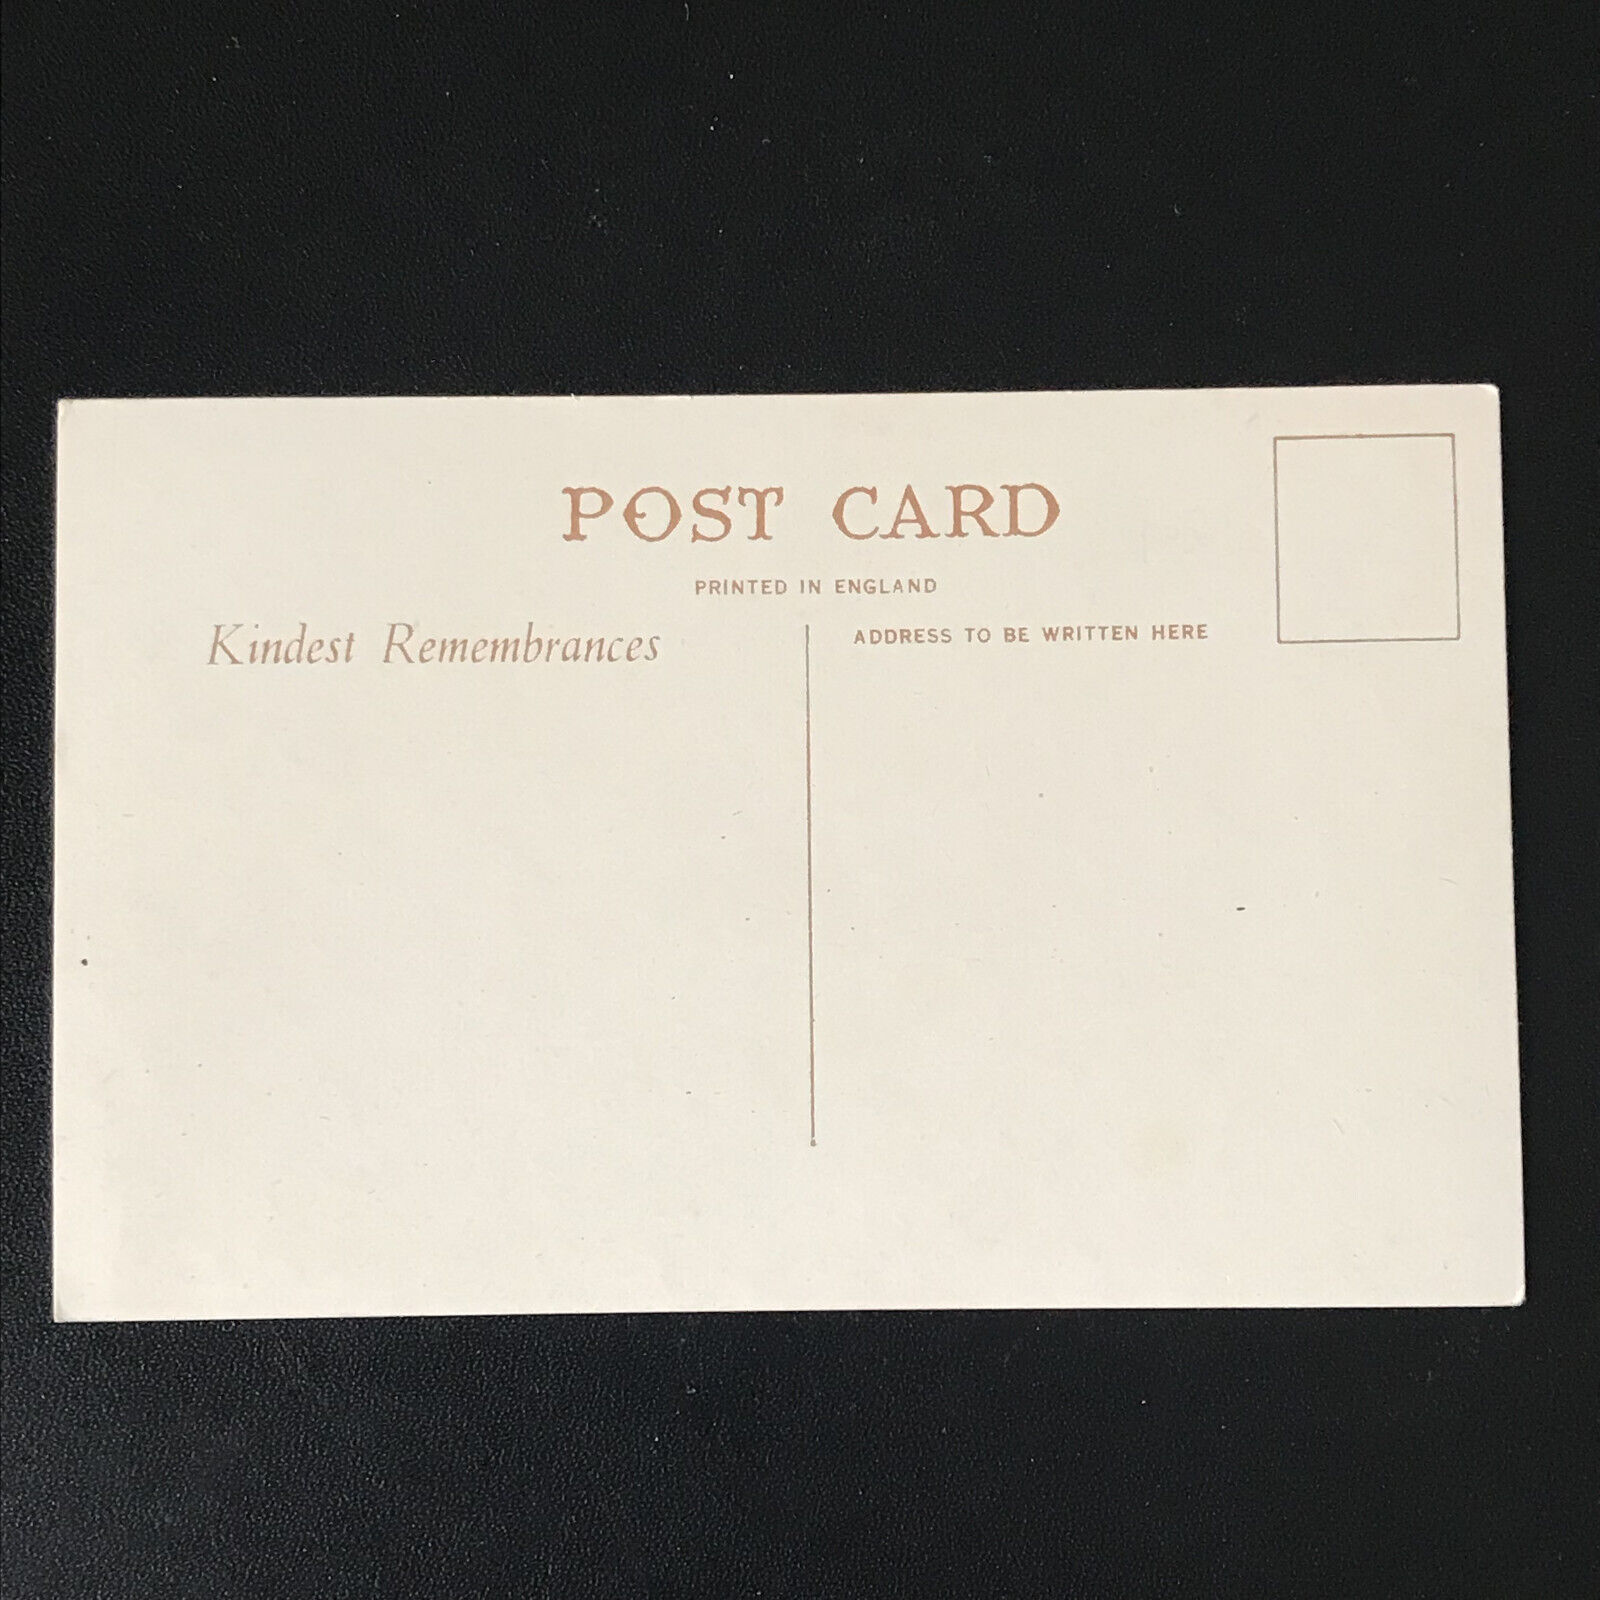 POST CARD
PRINTED IN ENGLAND
Kindest Remembrances
ADDRESS TO BE WRITTEN HERE